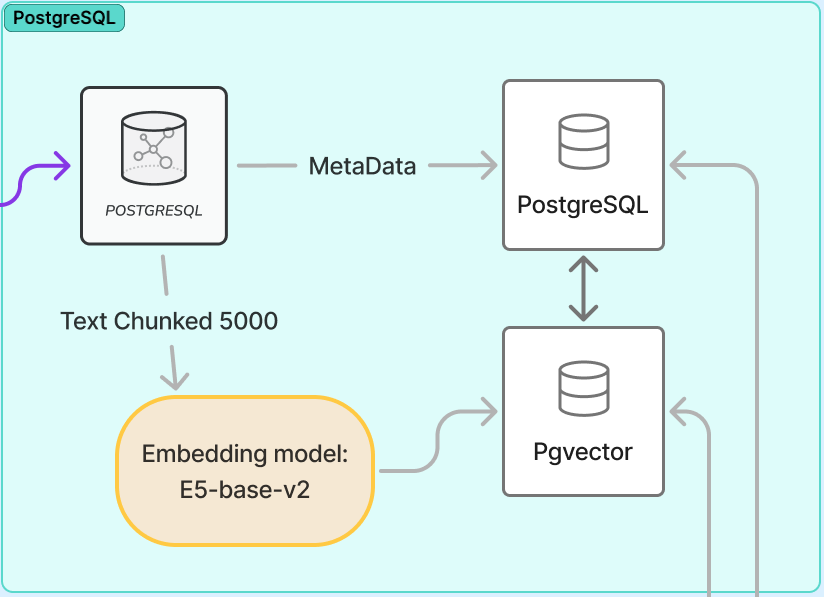 PostgreSQL
POSTGRESQL
MetaData
PostgreSQL
Text Chunked 5000
Embedding model:
E5-base-v2
Pgvector